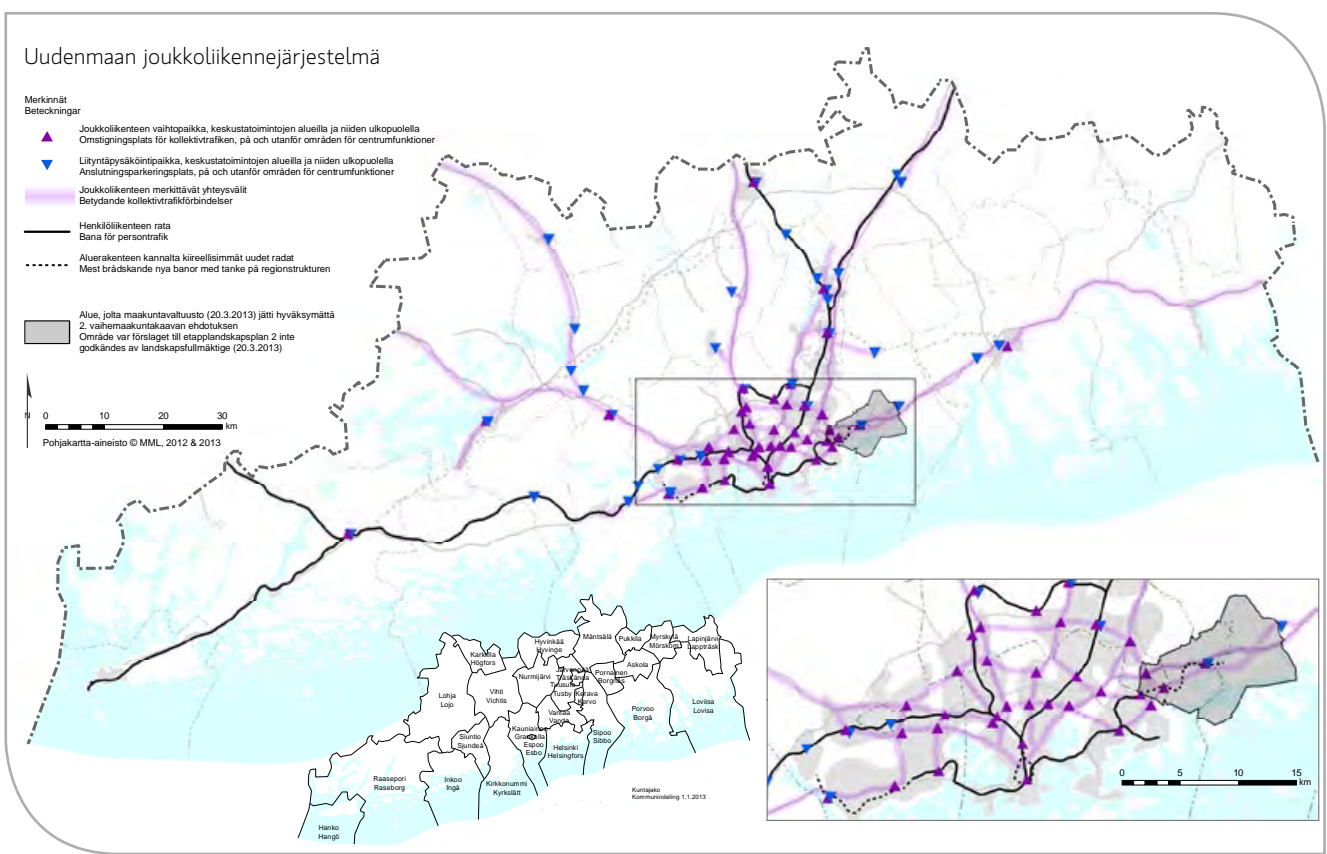 Uudenmaan joukkoliikennejärjestelmä
Merkinnät
Beteckningar
Joukkoliikenteen vaihtopaikka, keskustatoimintojen alueilla ja niiden ulkopuolella
Omstigningsplats för kollektivtrafiken, på och utanför områden för centrumfunktioner
Liityntäpysäköintipaikka, keskustatoimintojen alueilla ja niiden ulkopuolella
Anslutningsparkeringsplats, på och utanför områden för centrumfunktioner
Joukkoliikenteen merkittävät yhteysvälit
Betydande kollektivtrafikförbindelser
Henkilöliikenteen rata
Bana för persontrafik
Aluerakenteen kannalta kiireellisimmät uudet radat
Mest brådskande nya banor med tanke på regionstrukturen
Alue, jolta maakuntavaltuusto (20.3.2013) jätti hyväksymättä
2. vaihemaakuntakaavan ehdotuksen
Område var förslaget till etapplandskapsplan 2 inte
godkändes av landskapsfullmäktige (20.3.2013)
N
0 10 20 30
km
Pohjakartta-aineisto © MML, 2012 & 2013
Mäntsälä
Pukkila
Myrskylä
Mörskom
Lapinjärvi
Lappträsk
Hyvinkää
Hyvinge
Karkkila
Högfors
Askola
Nurmijärvi
Järvenpää
Träskända
Pornainen
Borgnäs
Tuusula
Tusby
Kerava
Kervo
Lohja
Lojo
Vihti
Vichtis
Vantaa
Vanda
Porvoo
Borgå
Loviisa
Lovisa
Kauniainen
Grankulla
Espoo
Esbo
Siuntio
Sjundeå
Helsinki
Helsingfors
Sipoo
Sibbo
Raasepori
Raseborg
Inkoo
Ingå
Kirkkonummi
Kyrkslätt
Hanko
Hangö
Kuntajako
Kommunindelning 1.1.2013
0 5 10 15
km